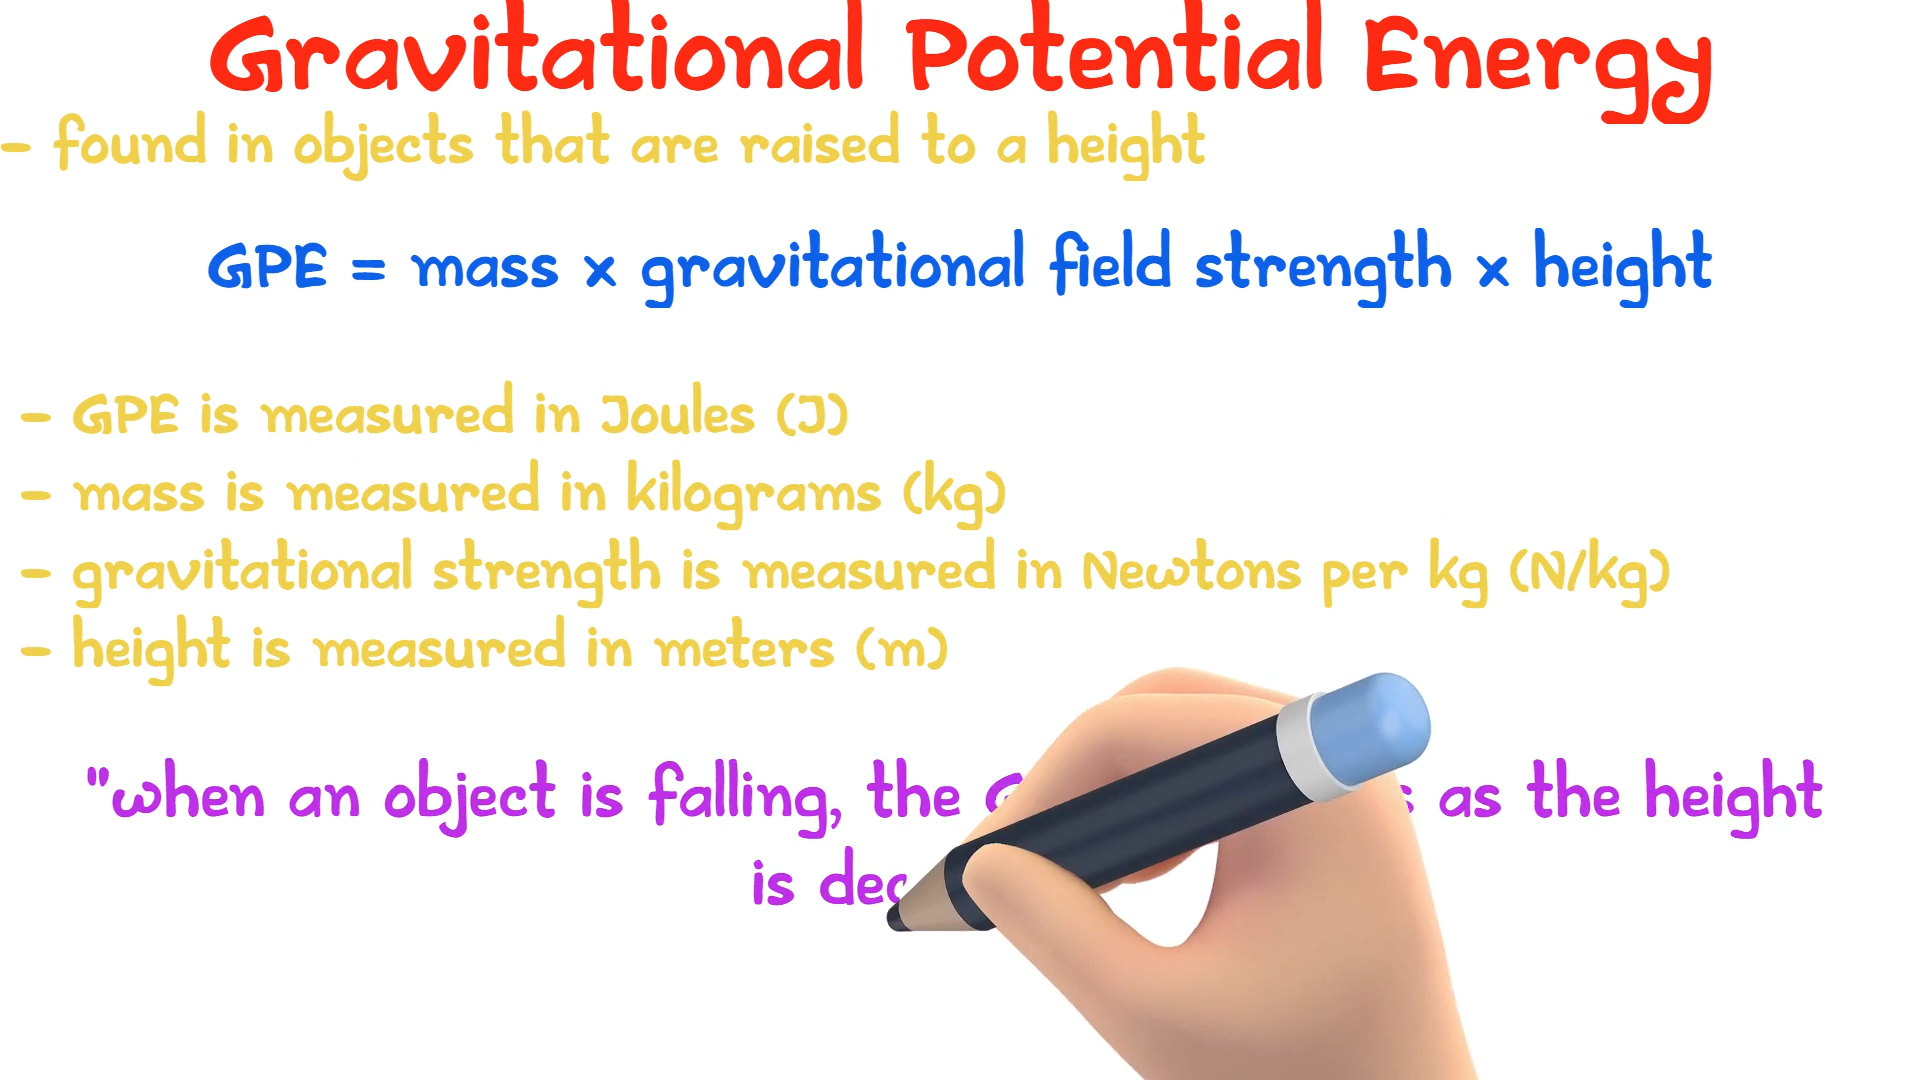 Gravitational Potential Energy
- found in objects that are raised to a height
GPE = mass x gravitational field strength x height
- GPE is measured in Joules (J)
- mass is measured in kilograms (kg)
- gravitational strength is measured in Newtons per kg (N/kg)
- height is measured in meters (m)
"when an object is falling, the as the height
is